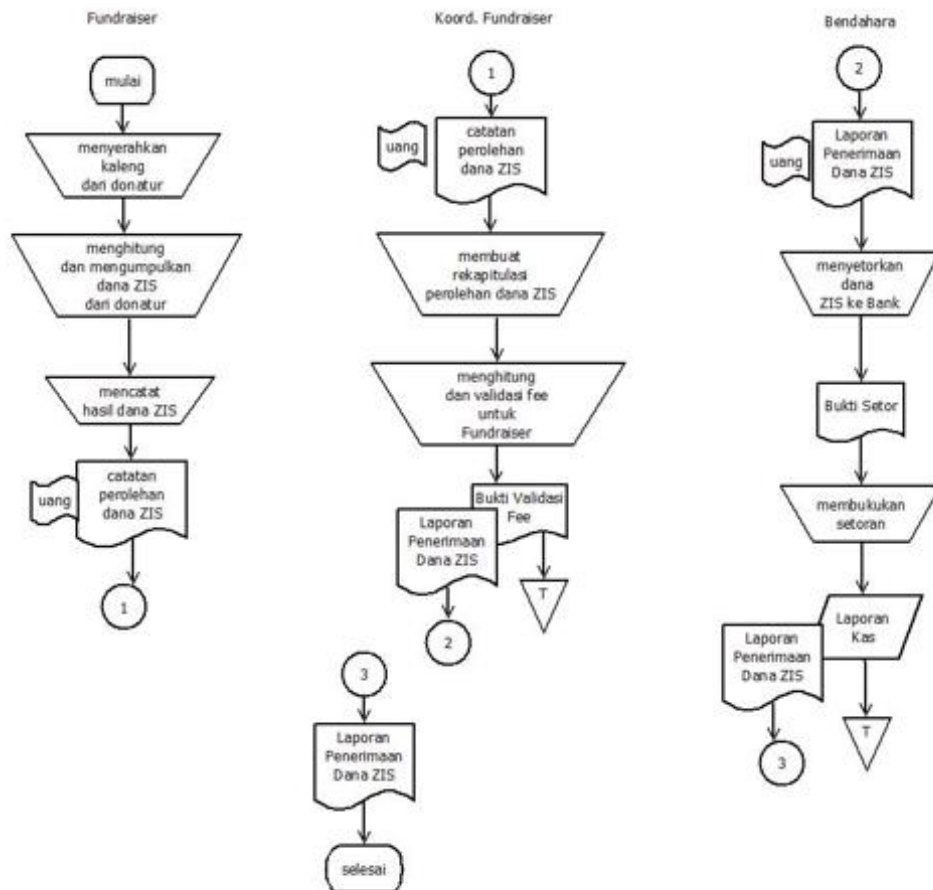 Fundraiser
mulai
menyerahkan
kaleng
dari donatur
menghitung
dan mengumpulkan
dana ZIS
dari donatur
mencatat
hasil dana ZIS
uang
catatan
perolehan
dana ZIS
1
Koord. Fundraiser
1
uang
catatan
perolehan
dana ZIS
membuat
rekapitulasi
perolehan dana ZIS
menghitung
dan validasi fee
untuk
Fundraiser
Bukti Validasi
Fee
Laporan
Penerimaan
Dana ZIS
T
2
3
Laporan
Penerimaan
Dana ZIS
selesai
Bendahara
2
uang
Laporan
Penerimaan
Dana ZIS
menyetorkan
dana
ZIS ke Bank
Bukti Setor
membukukan
setoran
Laporan
Kas
Laporan
Penerimaan
Dana ZIS
T
3